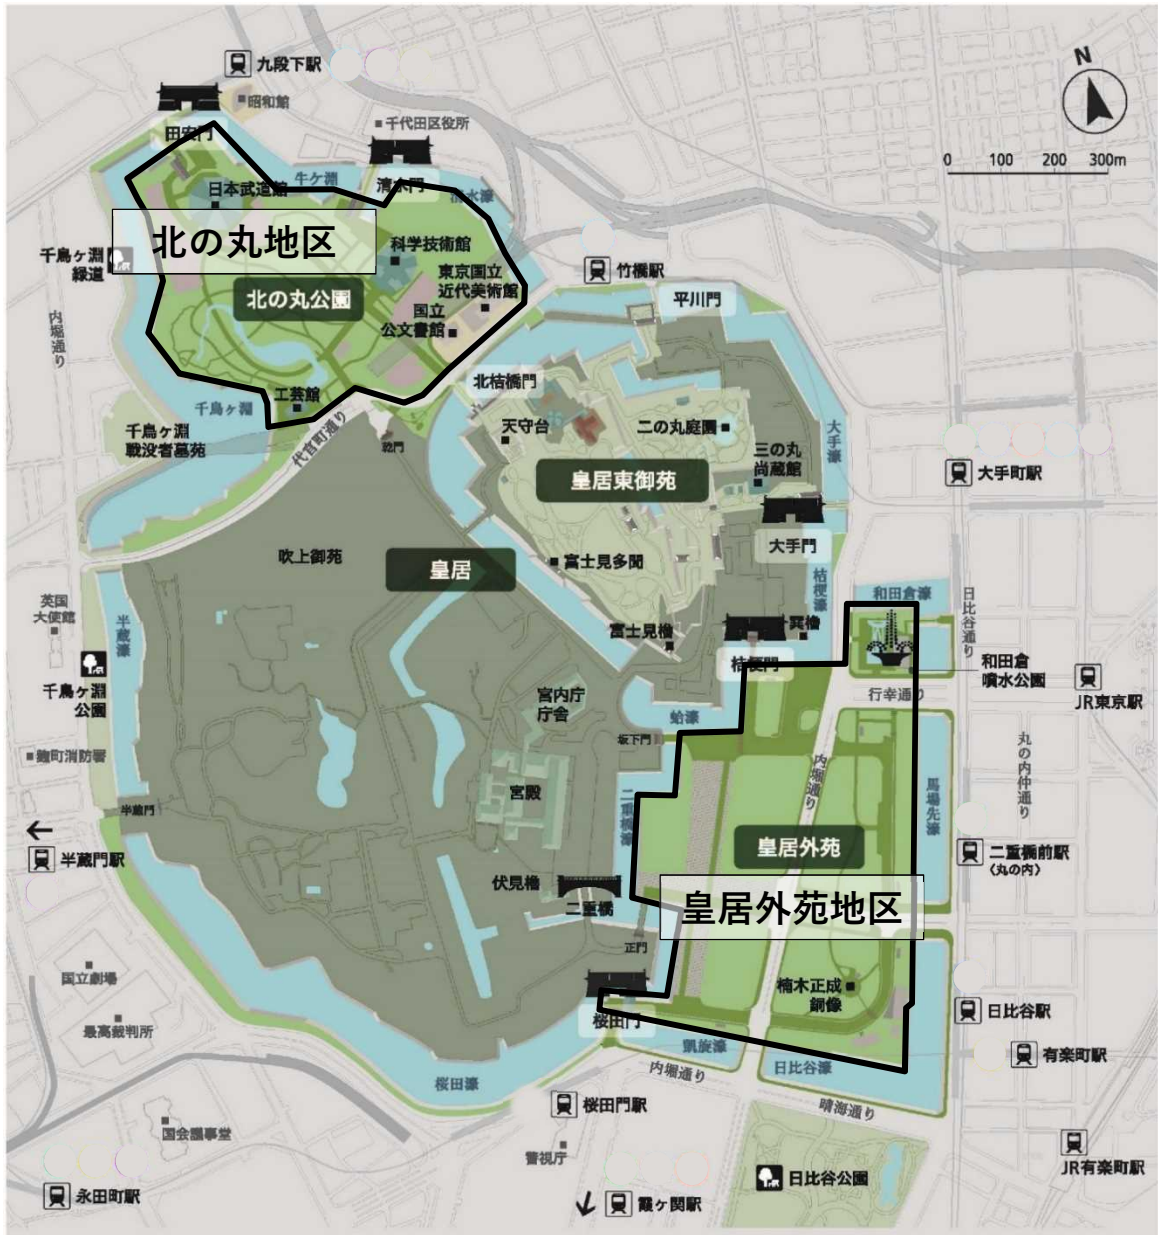 九段下駅
昭和館
田安門
千代田区役所
N
0 100 200 300m
清水門
牛ケ淵
清水濠
日本武道館
北の丸地区
千鳥ヶ淵
緑道
科学技術館
東京国立
近代美術館
国立
公文書館
北の丸公園
竹橋駅
平川門
内堀通り
工芸館
千鳥ヶ淵
北桔橋門
千鳥ヶ淵
戦没者墓苑
代官町通り
乾門
天守台
二の丸庭園
大手濠
三の丸
尚蔵館
皇居東御苑
大手町駅
大手門
吹上御苑
皇居
富士見多聞
桔梗濠
和田倉濠
日比谷通り
英国
大使館
半蔵濠
富士見櫓
巽櫓
桔梗門
和田倉
噴水公園
千鳥ヶ淵
公園
行幸通り
JR東京駅
宮内庁
庁舎
蛤濠
坂下門
麴町消防署
丸の内仲通り
内堀通り
宮殿
二重橋濠
馬場先濠
半蔵門
半蔵門駅
皇居外苑
二重橋前駅
〈丸の内〉
伏見櫓
二重橋
皇居外苑地区
正門
国立劇場
楠木正成
銅像
最高裁判所
桜田門
日比谷駅
凱旋濠
有楽町駅
日比谷濠
内堀通り
桜田濠
晴海通り
桜田門駅
国会議事堂
警視庁
JR有楽町駅
日比谷公園
永田町駅
霞ヶ関駅